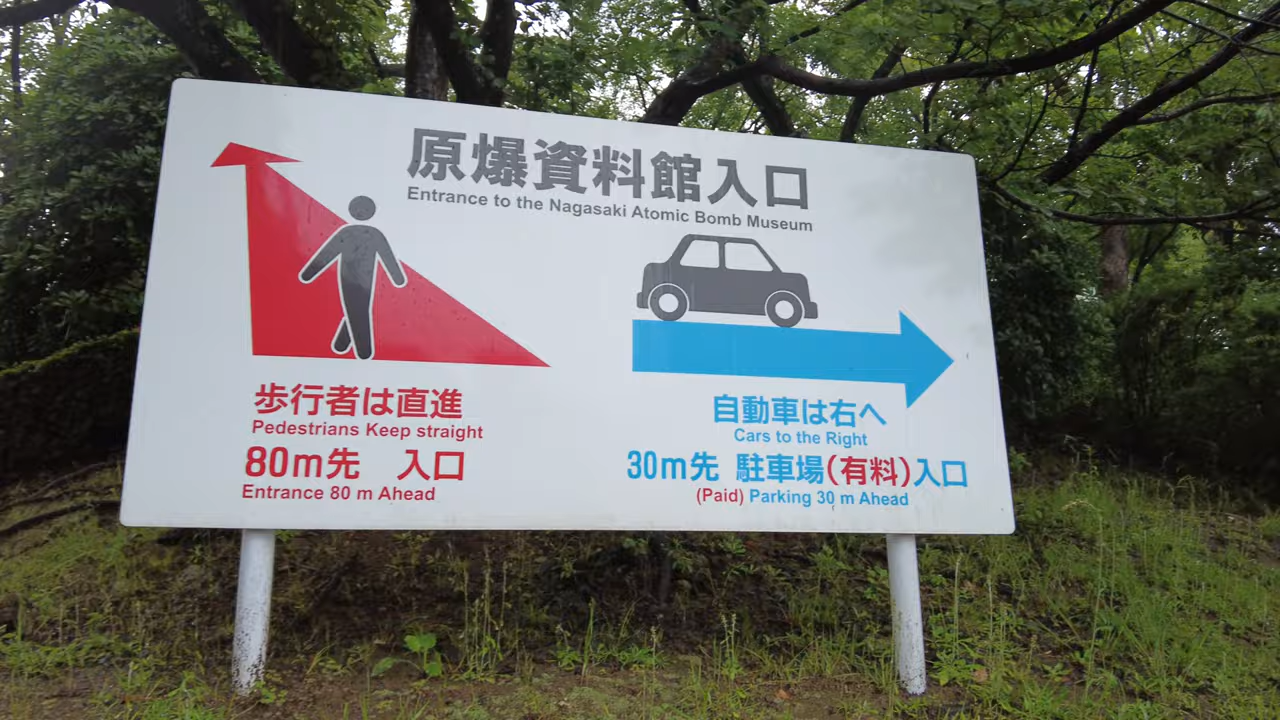 原爆資料館入口
Entrance to the Nagasaki Atomic Bomb Museum
歩行者は直進
Pedestrians Keep straight
80m先 入口
Entrance 80 m Ahead
自動車は右へ
Cars to the Right
30m先 駐車場(有料)入口
(Paid) Parking 30 m Ahead